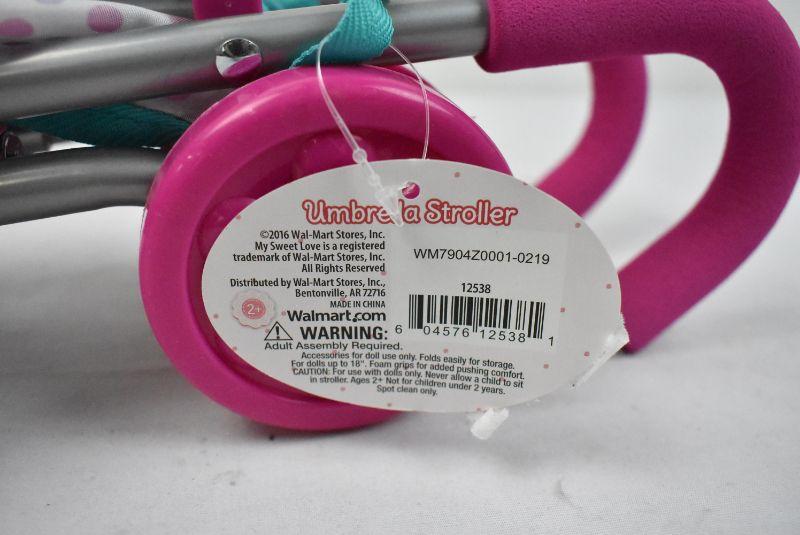 Umbrella Stroller
©2016 Wal-Mart Stores, Inc.
My Sweet Love is a registered
trademark of Wal-Mart Stores, Inc.
All Rights Reserved
Distributed by Wal-Mart Stores, Inc.,
Bentonville, AR 72716
MADE IN CHINA
Walmart.com
2+
WM7904Z0001-0219
12538
6 04576 12538 1
WARNING:
Adult Assembly Required.
Accessories for doll use only. Folds easily for storage.
For dolls up to 18". Foam grips for added pushing comfort.
CAUTION: For use with dolls only. Never allow a child to sit
in stroller. Ages 2+ Not for children under 2 years.
Spot clean only.